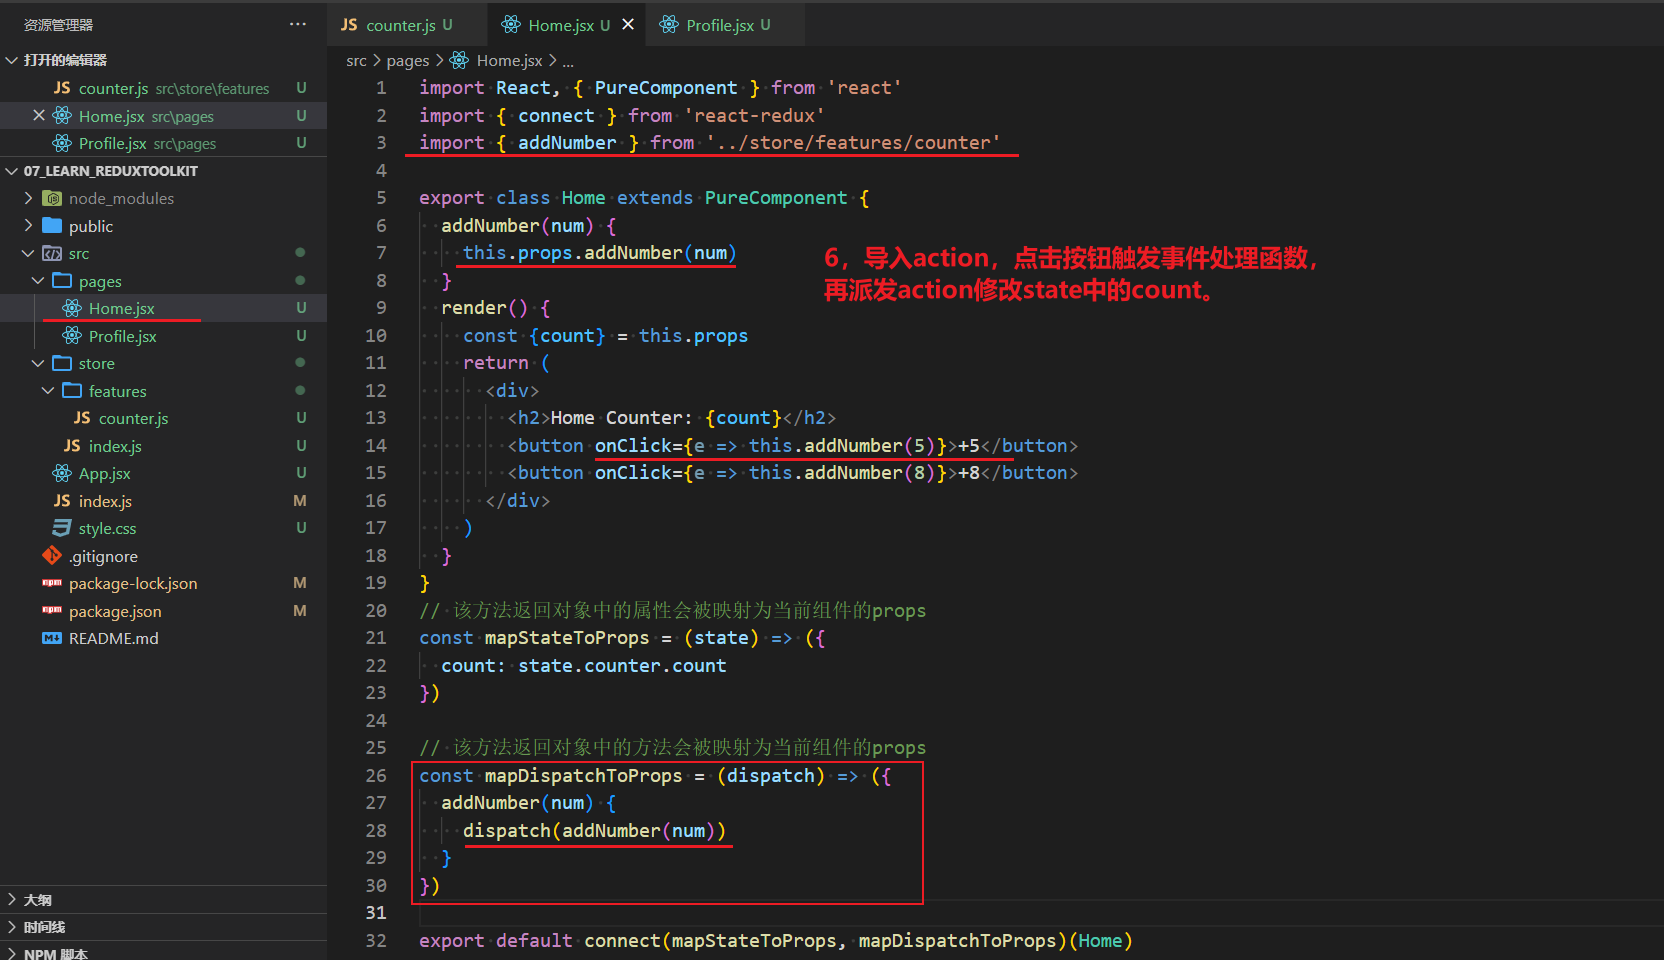 资源管理器 ...
打开的编辑器
JS counter.js src\store\features U
Home.jsx src\pages U
Profile.jsx src\pages U
07_LEARN_REDUXTOOLKIT
node_modules
public
src
pages
Home.jsx U
Profile.jsx U
store
features
JS counter.js U
JS index.js U
App.jsx U
JS index.js M
style.css U
.gitignore
package-lock.json M
package.json M
README.md
大纲
时间线
NPM 脚本
JS counter.js U Home.jsx U Profile.jsx U
src > pages > Home.jsx > ...
1 import React, { PureComponent } from 'react'
2 import { connect } from 'react-redux'
3 import { addNumber } from '../store/features/counter'
4
5 export class Home extends PureComponent {
6 addNumber(num) {
7 this.props.addNumber(num)
8 }
9 render() {
10 const {count} = this.props
11 return (
12 <div>
13 <h2>Home Counter: {count}</h2>
14 <button onClick={e => this.addNumber(5)}>+5</button>
15 <button onClick={e => this.addNumber(8)}>+8</button>
16 </div>
17 )
18 }
19 }
20 // 该方法返回对象中的属性会被映射为当前组件的props
21 const mapStateToProps = (state) => ({
22 count: state.counter.count
23 })
24
25 // 该方法返回对象中的方法会被映射为当前组件的props
26 const mapDispatchToProps = (dispatch) => ({
27 addNumber(num) {
28 dispatch(addNumber(num))
29 }
30 })
31
32 export default connect(mapStateToProps, mapDispatchToProps)(Home)
6，导入action，点击按钮触发事件处理函数，
再派发action修改state中的count。